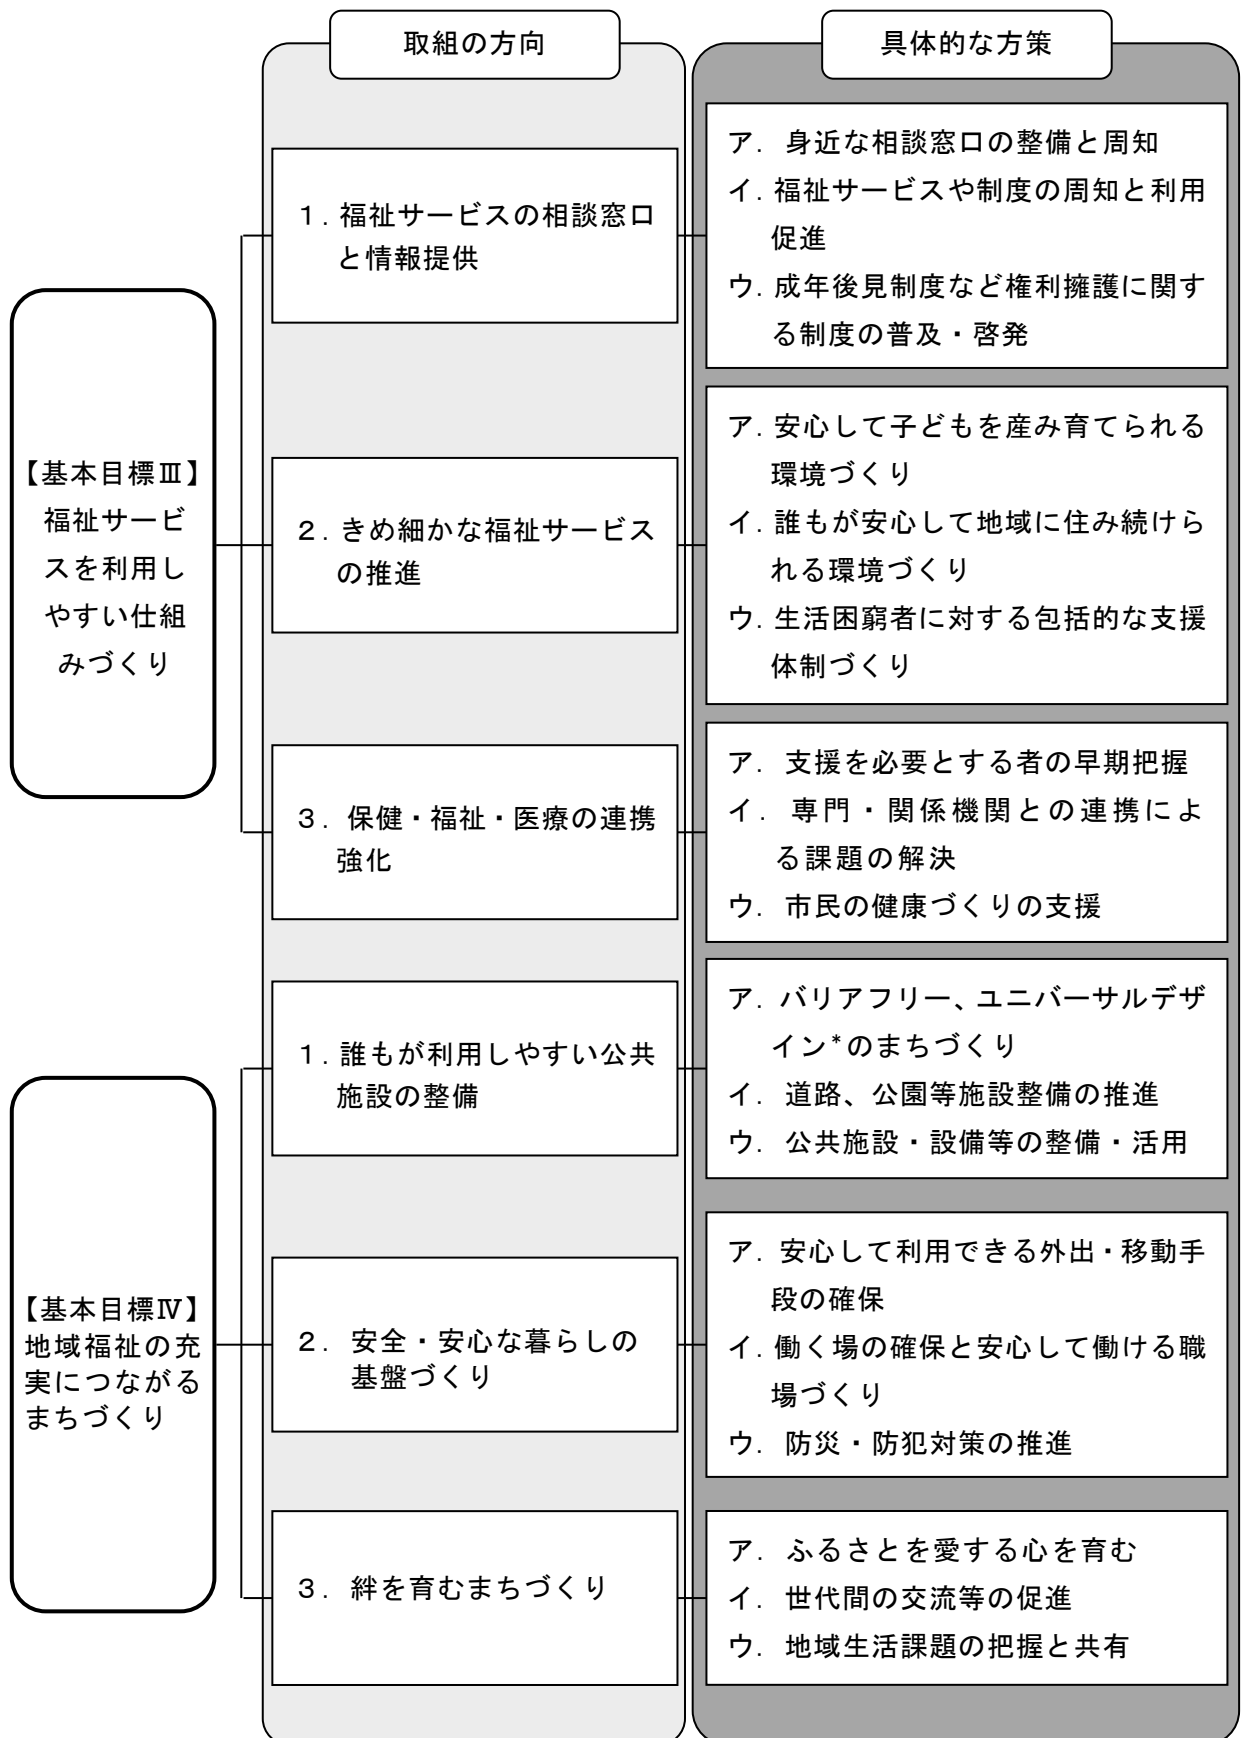 取組の方向
具体的な方策
【基本目標Ⅲ】
福祉サービ
スを利用し
やすい仕組
みづくり
１．福祉サービスの相談窓口
と情報提供
ア．身近な相談窓口の整備と周知
イ．福祉サービスや制度の周知と利用
促進
ウ．成年後見制度など権利擁護に関す
る制度の普及・啓発
２．きめ細かな福祉サービス
の推進
ア．安心して子どもを産み育てられる
環境づくり
イ．誰もが安心して地域に住み続けら
れる環境づくり
ウ．生活困窮者に対する包括的な支援
体制づくり
３．保健・福祉・医療の連携
強化
ア．支援を必要とする者の早期把握
イ．専門・関係機関との連携によ
る課題の解決
ウ．市民の健康づくりの支援
【基本目標Ⅳ】
地域福祉の充
実につながる
まちづくり
１．誰もが利用しやすい公共
施設の整備
ア．バリアフリー、ユニバーサルデザ
イン*のまちづくり
イ．道路、公園等施設整備の推進
ウ．公共施設・設備等の整備・活用
２．安全・安心な暮らしの
基盤づくり
ア．安心して利用できる外出・移動手
段の確保
イ．働く場の確保と安心して働ける職
場づくり
ウ．防災・防犯対策の推進
３．絆を育むまちづくり
ア．ふるさとを愛する心を育む
イ．世代間の交流等の促進
ウ．地域生活課題の把握と共有